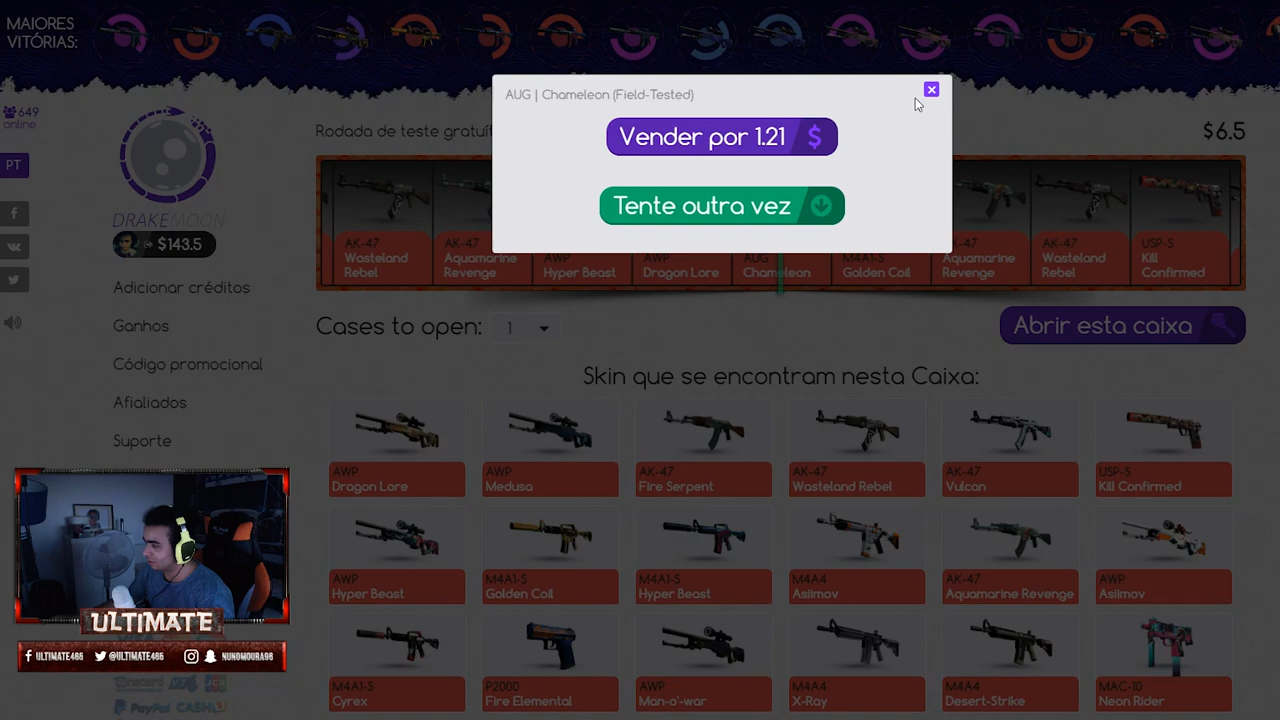 MAIORES
VITÓRIAS:
649
online
PT
DRAKEMOON
$143.5
Adicionar créditos
Ganhos
Código promocional
Afialiados
Suporte
AUG | Chameleon (Field-Tested)
Vender por 1.21 $
Tente outra vez
Rodada de teste gratuít
$6.5
AK-47
Wasteland
Rebel
AK-47
Aquamarine
Revenge
AWP
Hyper Beast
AWP
Dragon Lore
AUG
Chameleon
M4A1-S
Golden Coil
AK-47
Aquamarine
Revenge
AK-47
Wasteland
Rebel
USP-S
Kill
Confirmed
Cases to open: 1
Abrir esta caixa
Skin que se encontram nesta Caixa:
AWP
Dragon Lore
AWP
Medusa
AK-47
Fire Serpent
AK-47
Wasteland Rebel
AK-47
Vulcan
USP-S
Kill Confirmed
AWP
Hyper Beast
M4A1-S
Golden Coil
M4A1-S
Hyper Beast
M4A4
Asiimov
AK-47
Aquamarine Revenge
AWP
Asiimov
M4A1-S
Cyrex
P2000
Fire Elemental
AWP
Man-o'-war
M4A4
X-Ray
M4A4
Desert-Strike
MAC-10
Neon Rider
ULTIMATE
ULTIMATE465 @ULTIMATE465 NUNOMOURA98
PayPal CASHU